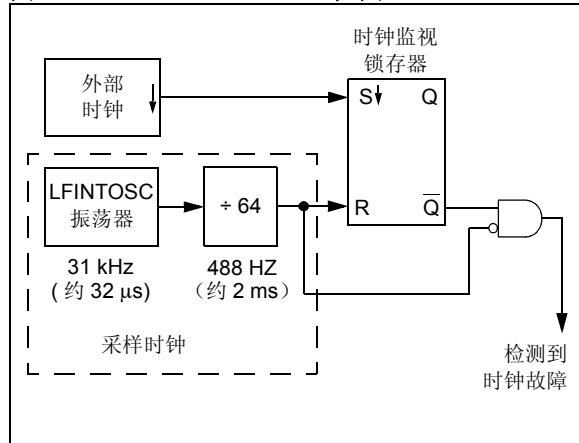 时钟监视
锁存器
外部
时钟
S
Q
LFINTOSC
振荡器
÷ 64
R
Q
31 kHz
( 约 32 μs)
488 HZ
（约 2 ms ）
采样时钟
检测到
时钟故障